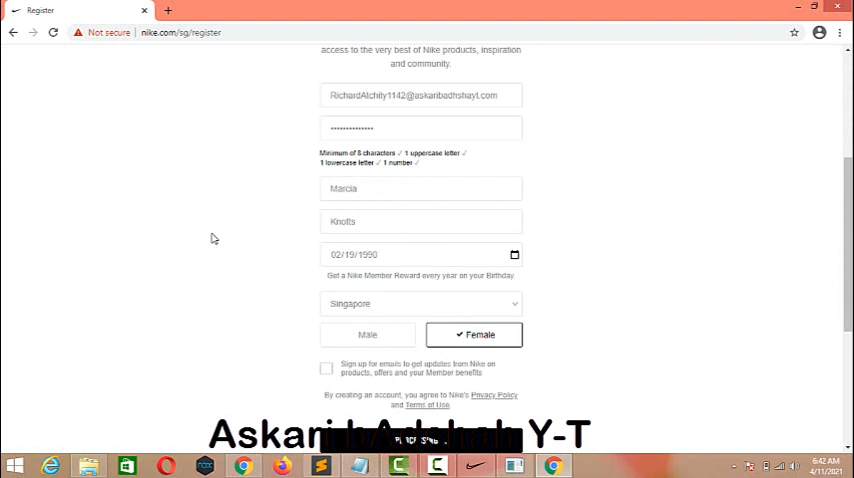 Register
Not secure nike.com/sg/register
access to the very best of Nike products, inspiration
and community.
RichardAtchity1142@askaribadhshayt.com
••••••••••••••
Minimum of 8 characters ✓ 1 uppercase letter ✓
1 lowercase letter ✓ 1 number ✓
Marcia
Knotts
02/19/1990
Get a Nike Member Reward every year on your Birthday.
Singapore
Male
✓ Female
Sign up for emails to get updates from Nike on
products, offers and your Member benefits
By creating an account, you agree to Nike's Privacy Policy
and Terms of Use.
Askari bAdshah Y-T
PROCESSING...
nox
6:42 AM
4/11/2021